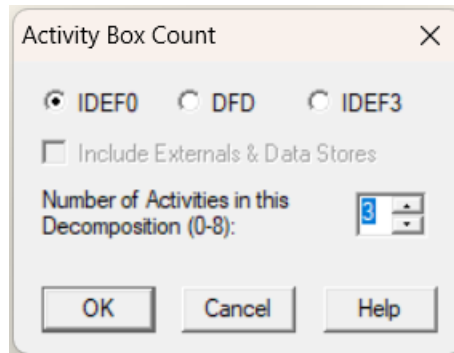 Activity Box Count
IDEF0 DFD IDEF3
Include Externals & Data Stores
Number of Activities in this
Decomposition (0-8):
3
OK Cancel Help